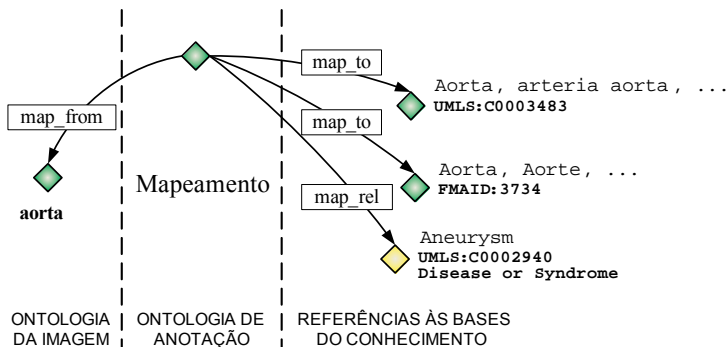 map_to
Aorta, arteria aorta, ...
UMLS:C0003483
map_from
map_to
Aorta, Aorte, ...
FMAID:3734
Mapeamento
aorta
map_rel
Aneurysm
UMLS:C0002940
Disease or Syndrome
ONTOLOGIA
DA IMAGEM
ONTOLOGIA DE
ANOTAÇÃO
REFERÊNCIAS ÀS BASES
DO CONHECIMENTO